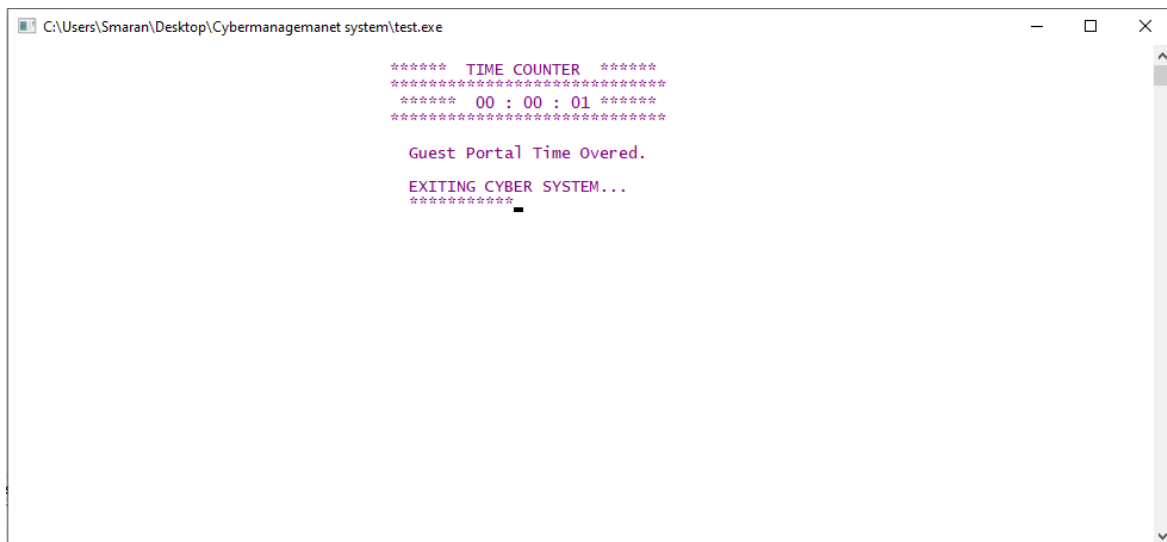 C:\Users\Smaran\Desktop\Cybermanagemanet system\test.exe
****** TIME COUNTER ******
*****************************
****** 00 : 00 : 01 ******
*****************************
Guest Portal Time Overed.
EXITING CYBER SYSTEM...
***********